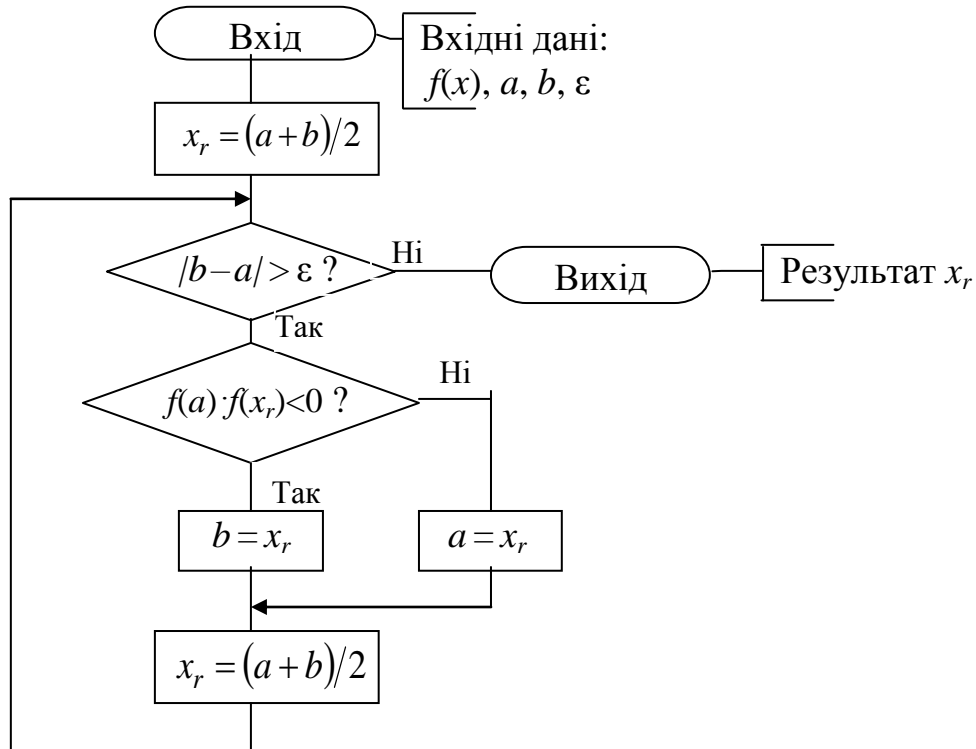 Вхід
Вхідні дані:
f(x), a, b, ε
x_r = (a+b)/2
|b–a| > ε ?
Ні
Вихід
Результат x_r
Так
f(a)·f(x_r)<0 ?
Ні
Так
b = x_r
a = x_r
x_r = (a+b)/2